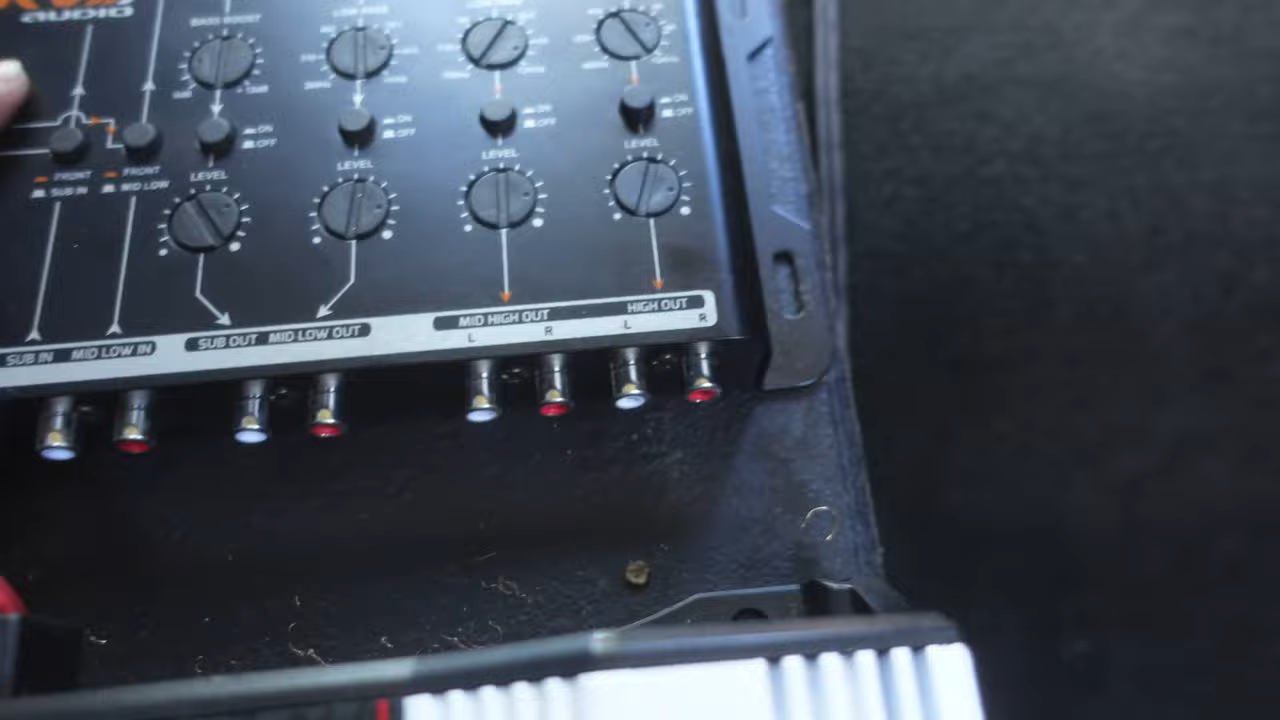 AUDIO
BASS BOOST
ON
OFF
ON
OFF
ON
OFF
ON
OFF
FRONT
SUB IN
FRONT
MID LOW
LEVEL
LEVEL
LEVEL
LEVEL
SUB IN
MID LOW IN
SUB OUT
MID LOW OUT
MID HIGH OUT
HIGH OUT
L
R
L
R